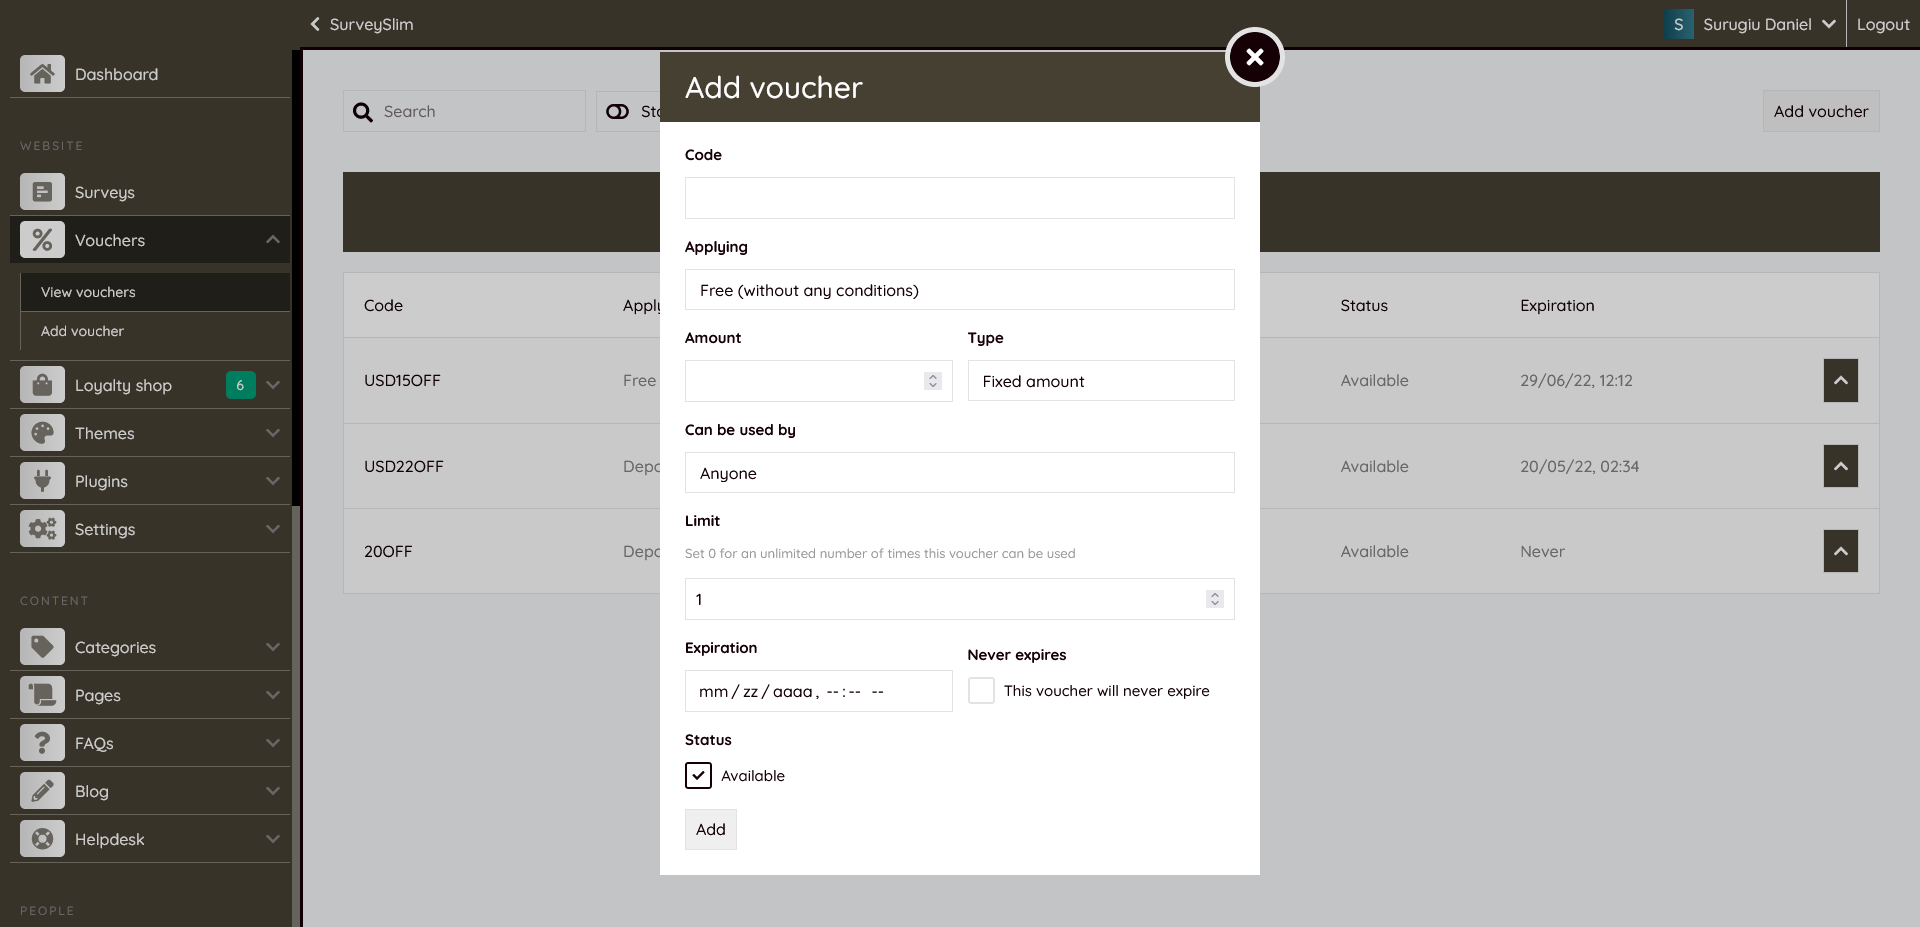 SurveySlim
S
Surugiu Daniel
Logout
Dashboard
WEBSITE
Surveys
Vouchers
View vouchers
Add voucher
Loyalty shop
6
Themes
Plugins
Settings
CONTENT
Categories
Pages
FAQs
Blog
Helpdesk
PEOPLE
Search
Add voucher
Code
Status
Expiration
USD15OFF
Free
Available
29/06/22, 12:12
USD22OFF
Available
20/05/22, 02:34
20OFF
Available
Never
Add voucher
Code
Applying
Free (without any conditions)
Amount
Type
Fixed amount
Can be used by
Anyone
Limit
Set 0 for an unlimited number of times this voucher can be used
1
Expiration
Never expires
mm/zz/aaaa, --:-- --
This voucher will never expire
Status
Available
Add